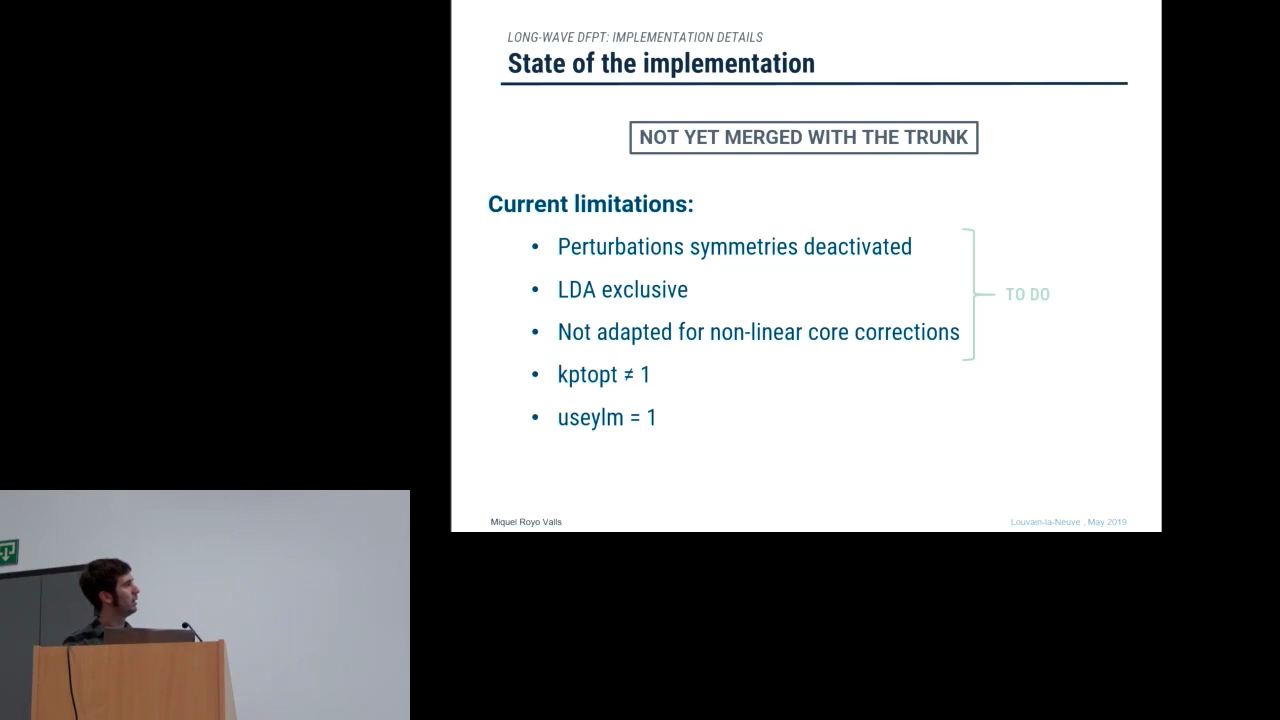 LONG-WAVE DFPT: IMPLEMENTATION DETAILS
State of the implementation
NOT YET MERGED WITH THE TRUNK
Current limitations:
• Perturbations symmetries deactivated
• LDA exclusive
• Not adapted for non-linear core corrections
TO DO
• kptopt ≠ 1
• useylm = 1
Miquel Royo Valls
Louvain-la-Neuve , May 2019